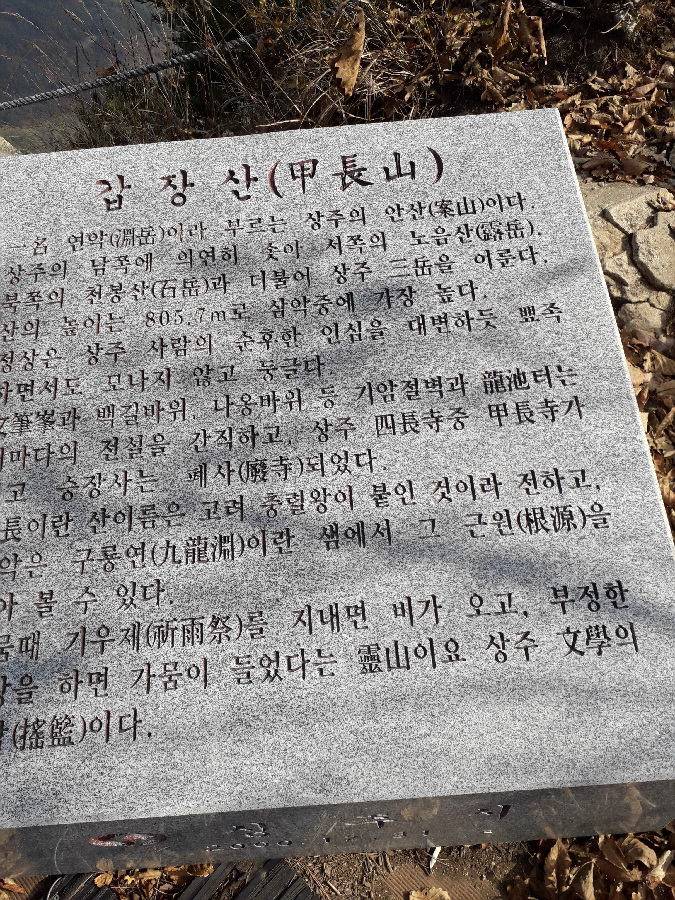 갑장산(甲長山)
一名 연악(淵岳)이라 부르는 상주의 안산(案山)이다.
상주의 남쪽에 의연히 솟아 서쪽의 노음산(露岳),
북쪽의 천봉산(石岳)과 더불어 상주 三岳을 이룬다.
산의 높이는 805.7m로 삼악중에 가장 높다.
정상은 상주 사람의 순후한 인심을 대변하듯 뾰족
하면서도 모나지 않고 둥글다.
文筆峯과 백길바위, 나옹바위 등 기암절벽과 龍池터는
마다의 전설을 간직하고, 상주 四長寺중 甲長寺가
고 승장사는 폐사(廢寺)되었다.
長이란 산이름은 고려 충렬왕이 붙인 것이라 전하고,
악은 구룡연(九龍淵)이란 샘에서 그 근원(根源)을
아 볼 수 있다.
뭄때 기우제(祈雨祭)를 지내면 비가 오고, 부정한
을 하면 가뭄이 들었다는 靈山이요 상주 文學의
(搖籃)이다.